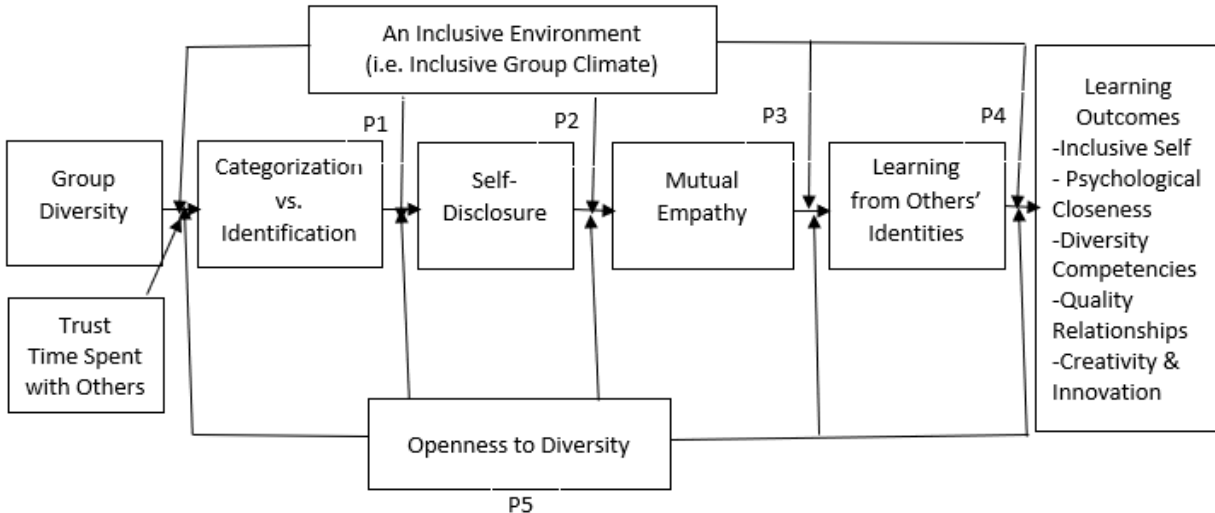 An Inclusive Environment
(i.e. Inclusive Group Climate)
P1
P2
P3
P4
Group
Diversity
Categorization
vs.
Identification
Self-
Disclosure
Mutual
Empathy
Learning
from Others’
Identities
Learning
Outcomes
-Inclusive Self
- Psychological
Closeness
-Diversity
Competencies
-Quality
Relationships
-Creativity &
Innovation
Trust
Time Spent
with Others
Openness to Diversity
P5